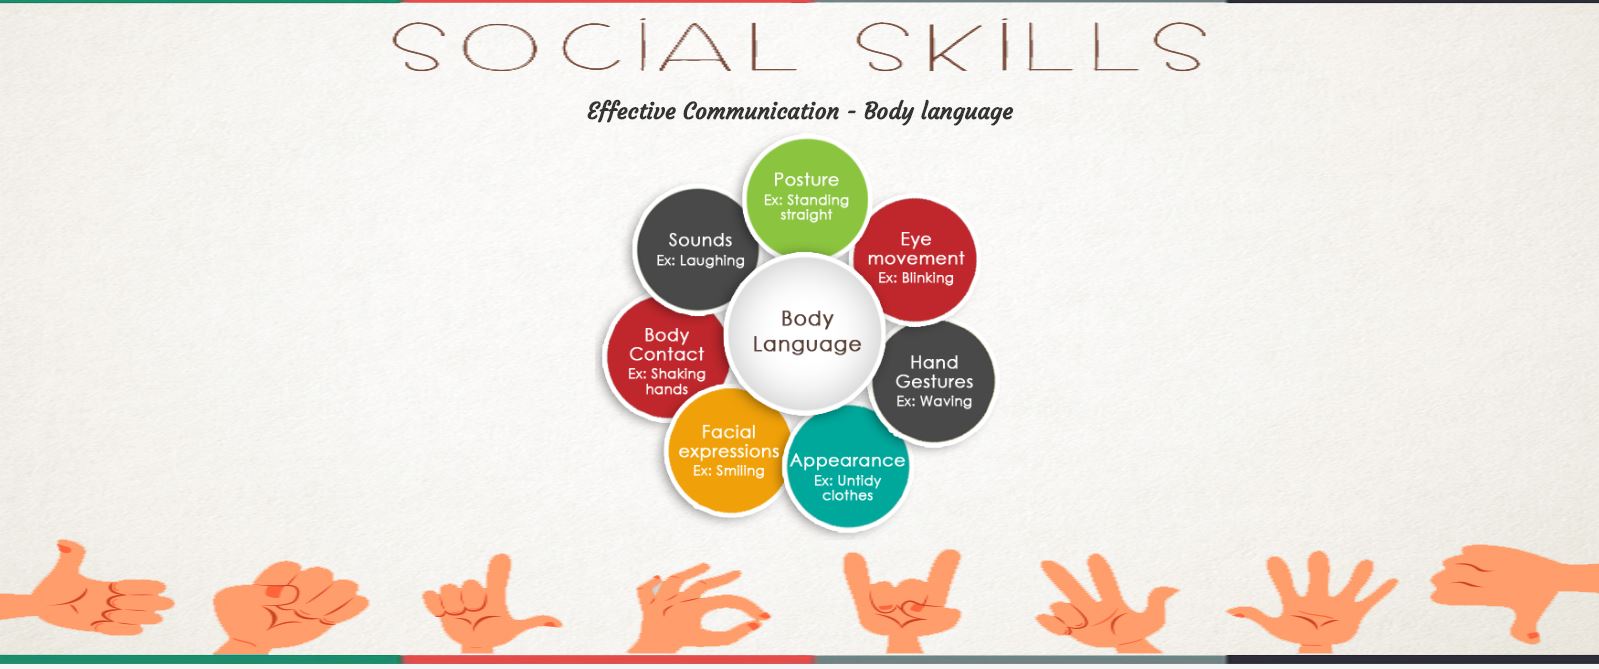 SOCIAL SKILLS
Effective Communication - Body language
Posture
Ex: Standing
straight
Eye
movement
Ex: Blinking
Hand
Gestures
Ex: Waving
Appearance
Ex: Untidy
clothes
Facial
expressions
Ex: Smiling
Body
Contact
Ex: Shaking
hands
Sounds
Ex: Laughing
Body
Language